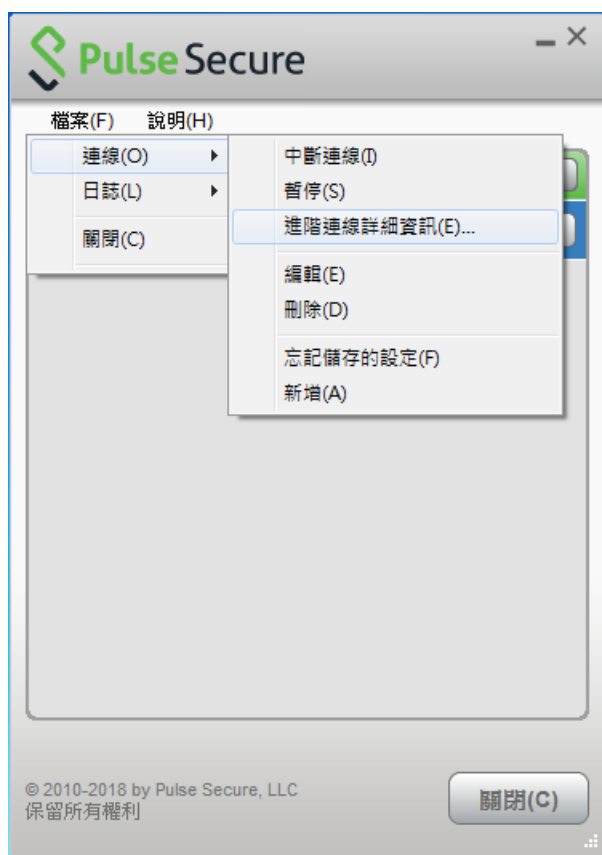 Pulse Secure
檔案(F) 說明(H)
連線(O)
日誌(L)
關閉(C)
中斷連線(I)
暫停(S)
進階連線詳細資訊(E)...
編輯(E)
刪除(D)
忘記儲存的設定(F)
新增(A)
© 2010-2018 by Pulse Secure, LLC
保留所有權利
關閉(C)